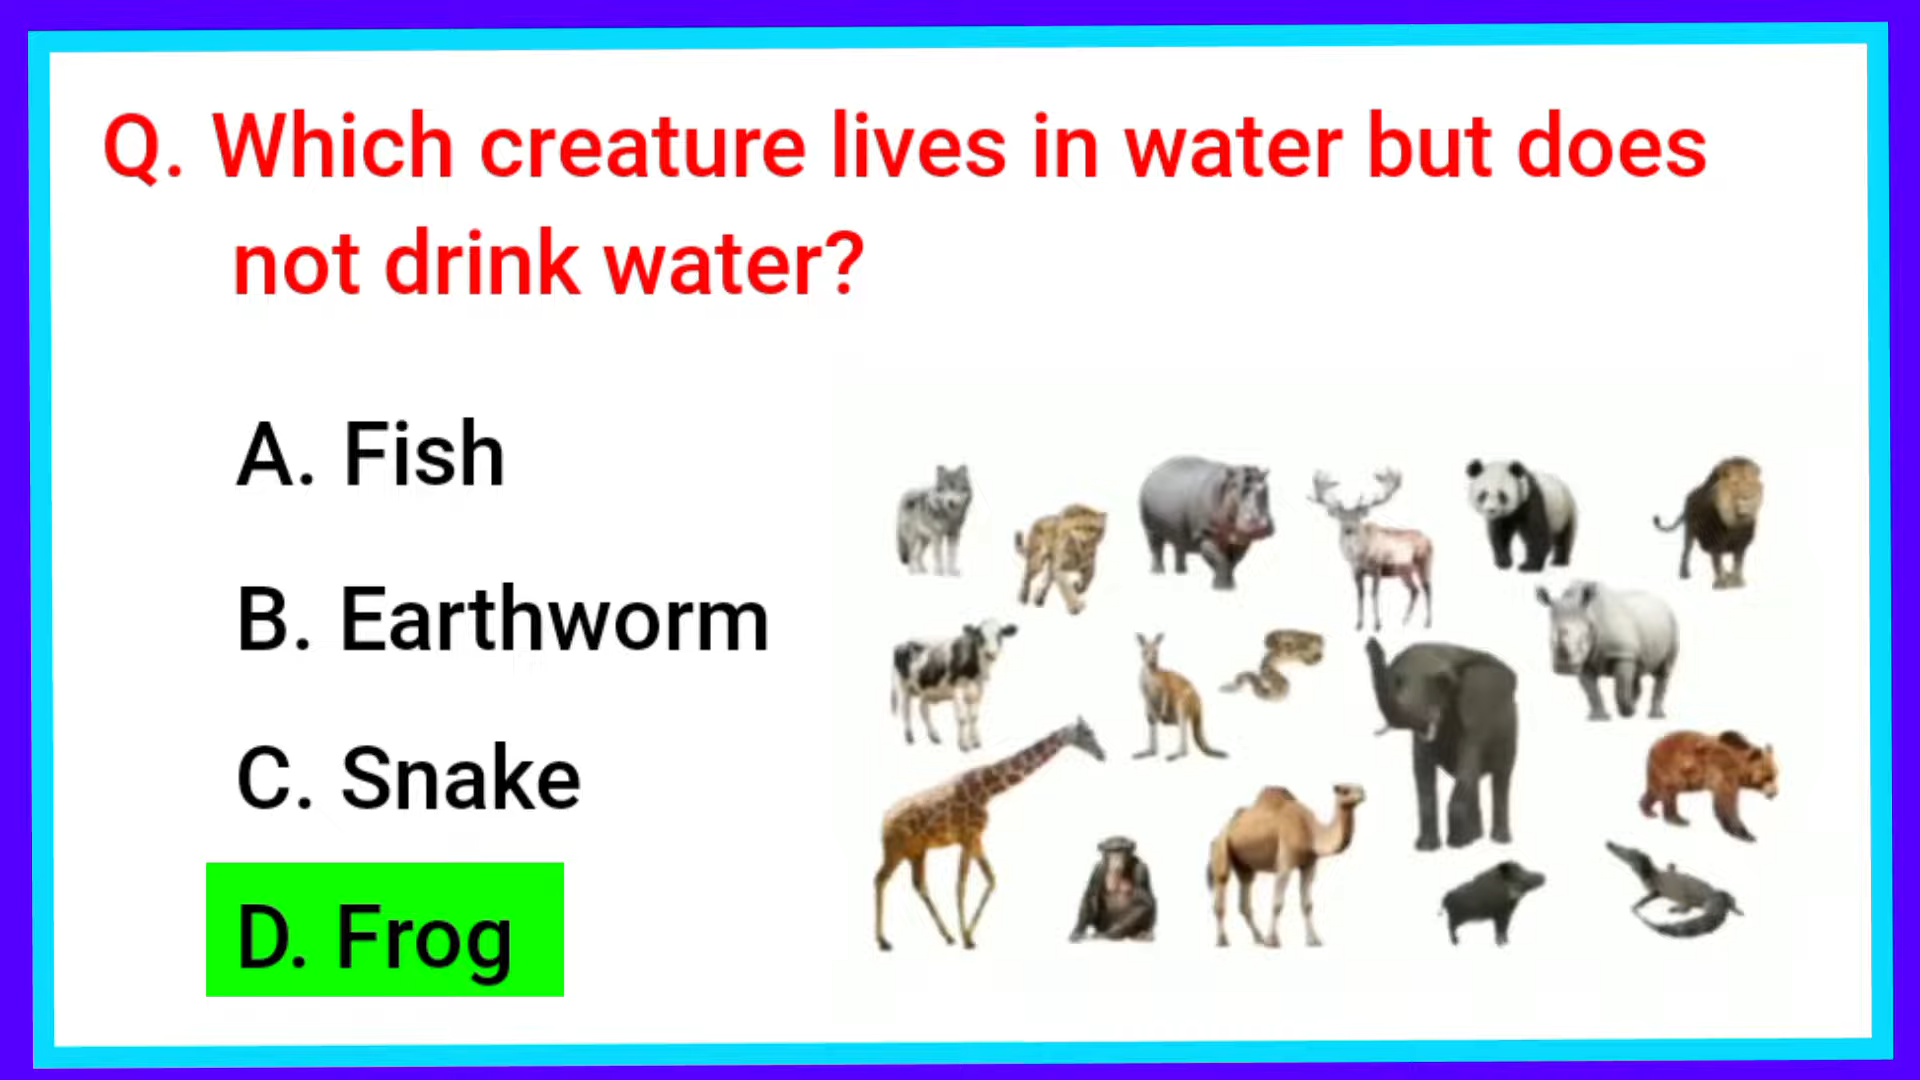 Q. Which creature lives in water but does
not drink water?
A. Fish
B. Earthworm
C. Snake
D. Frog